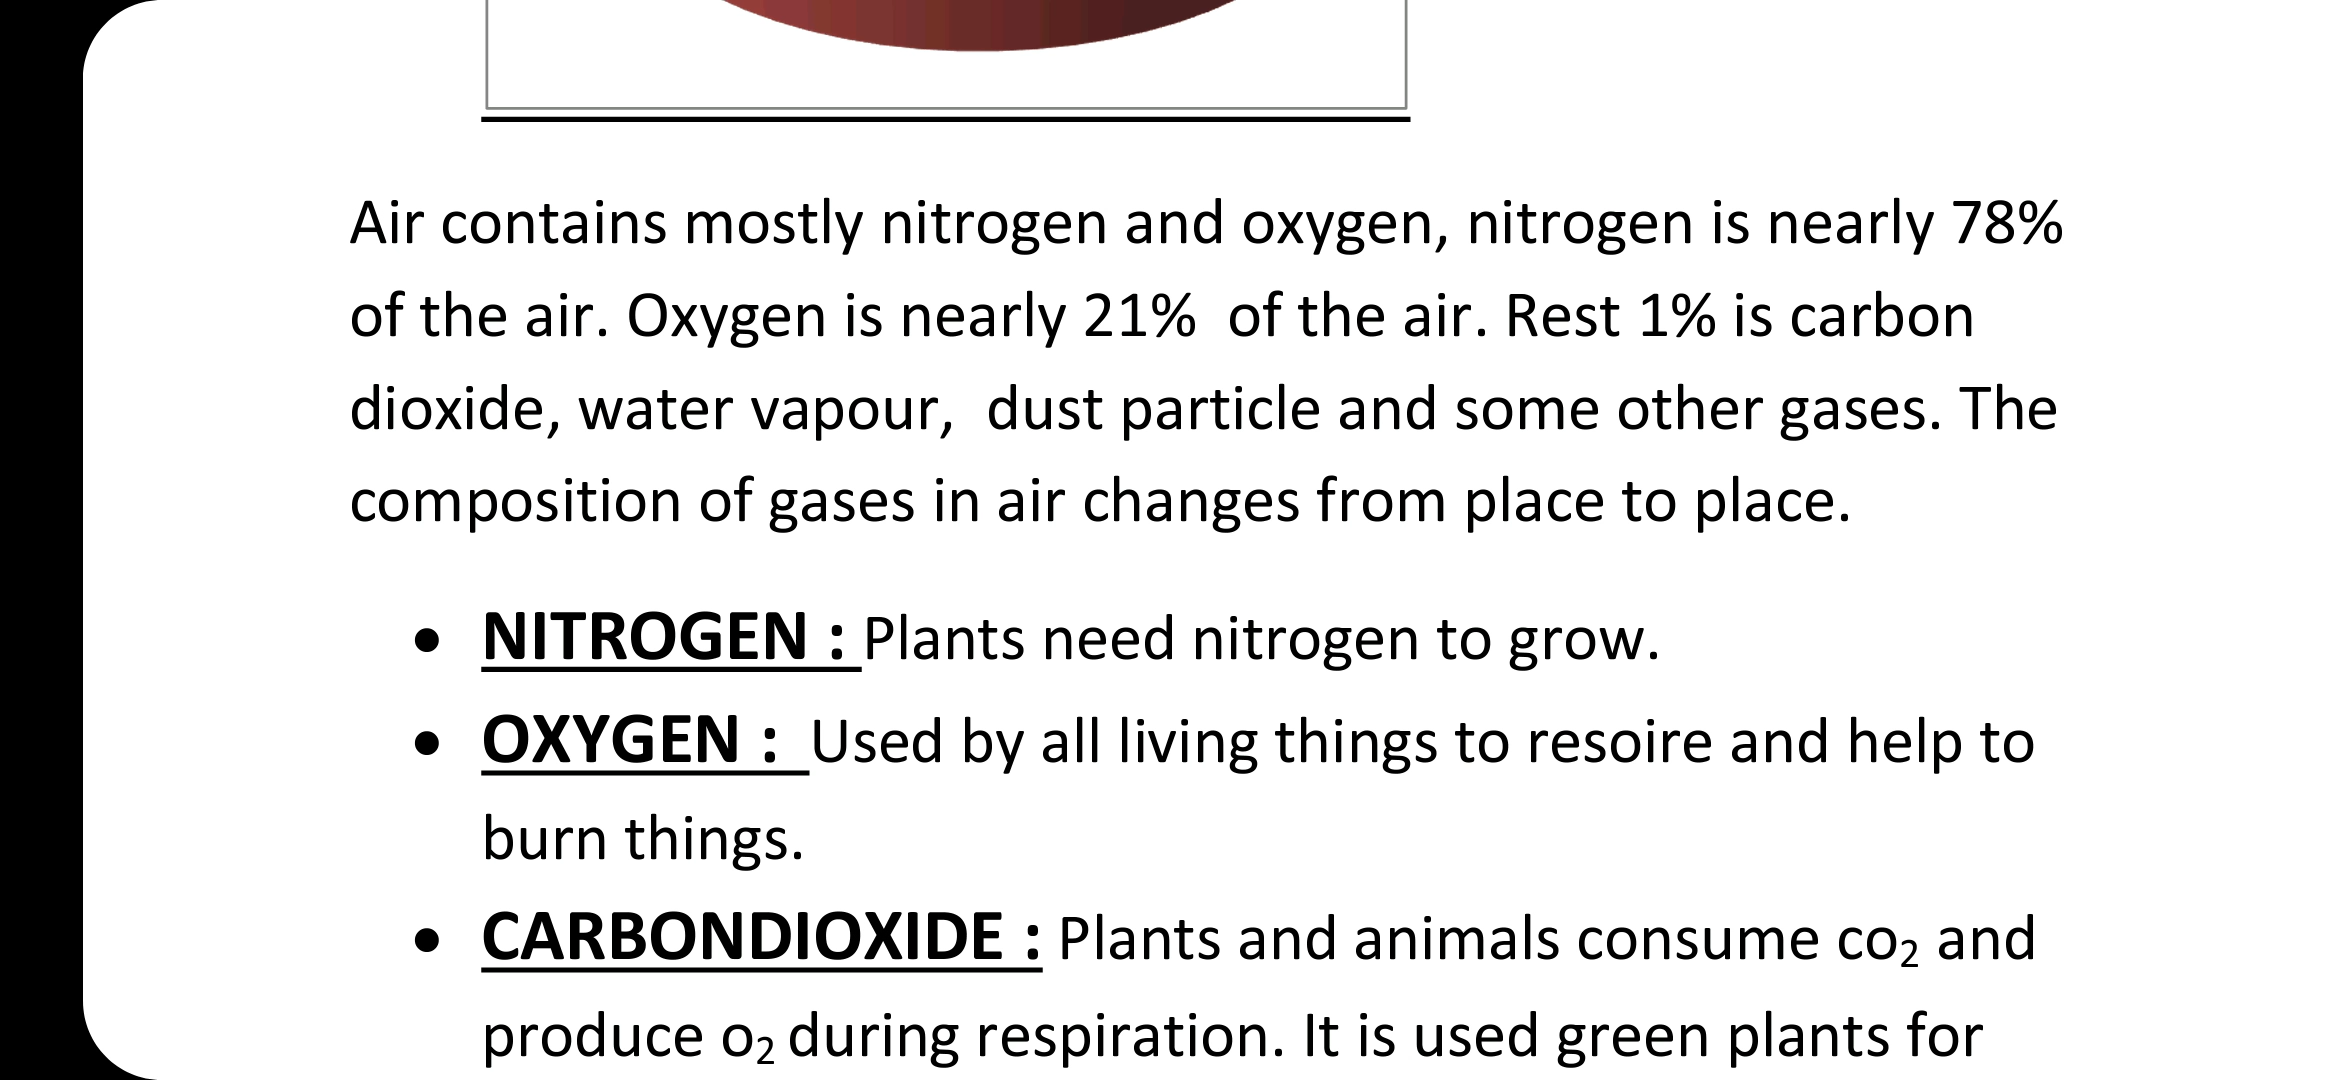 Air contains mostly nitrogen and oxygen, nitrogen is nearly 78%
of the air. Oxygen is nearly 21%  of the air. Rest 1% is carbon
dioxide, water vapour,  dust particle and some other gases. The
composition of gases in air changes from place to place.
• NITROGEN : Plants need nitrogen to grow.
• OXYGEN :  Used by all living things to resoire and help to
burn things.
• CARBONDIOXIDE : Plants and animals consume co₂ and
produce o₂ during respiration. It is used green plants for